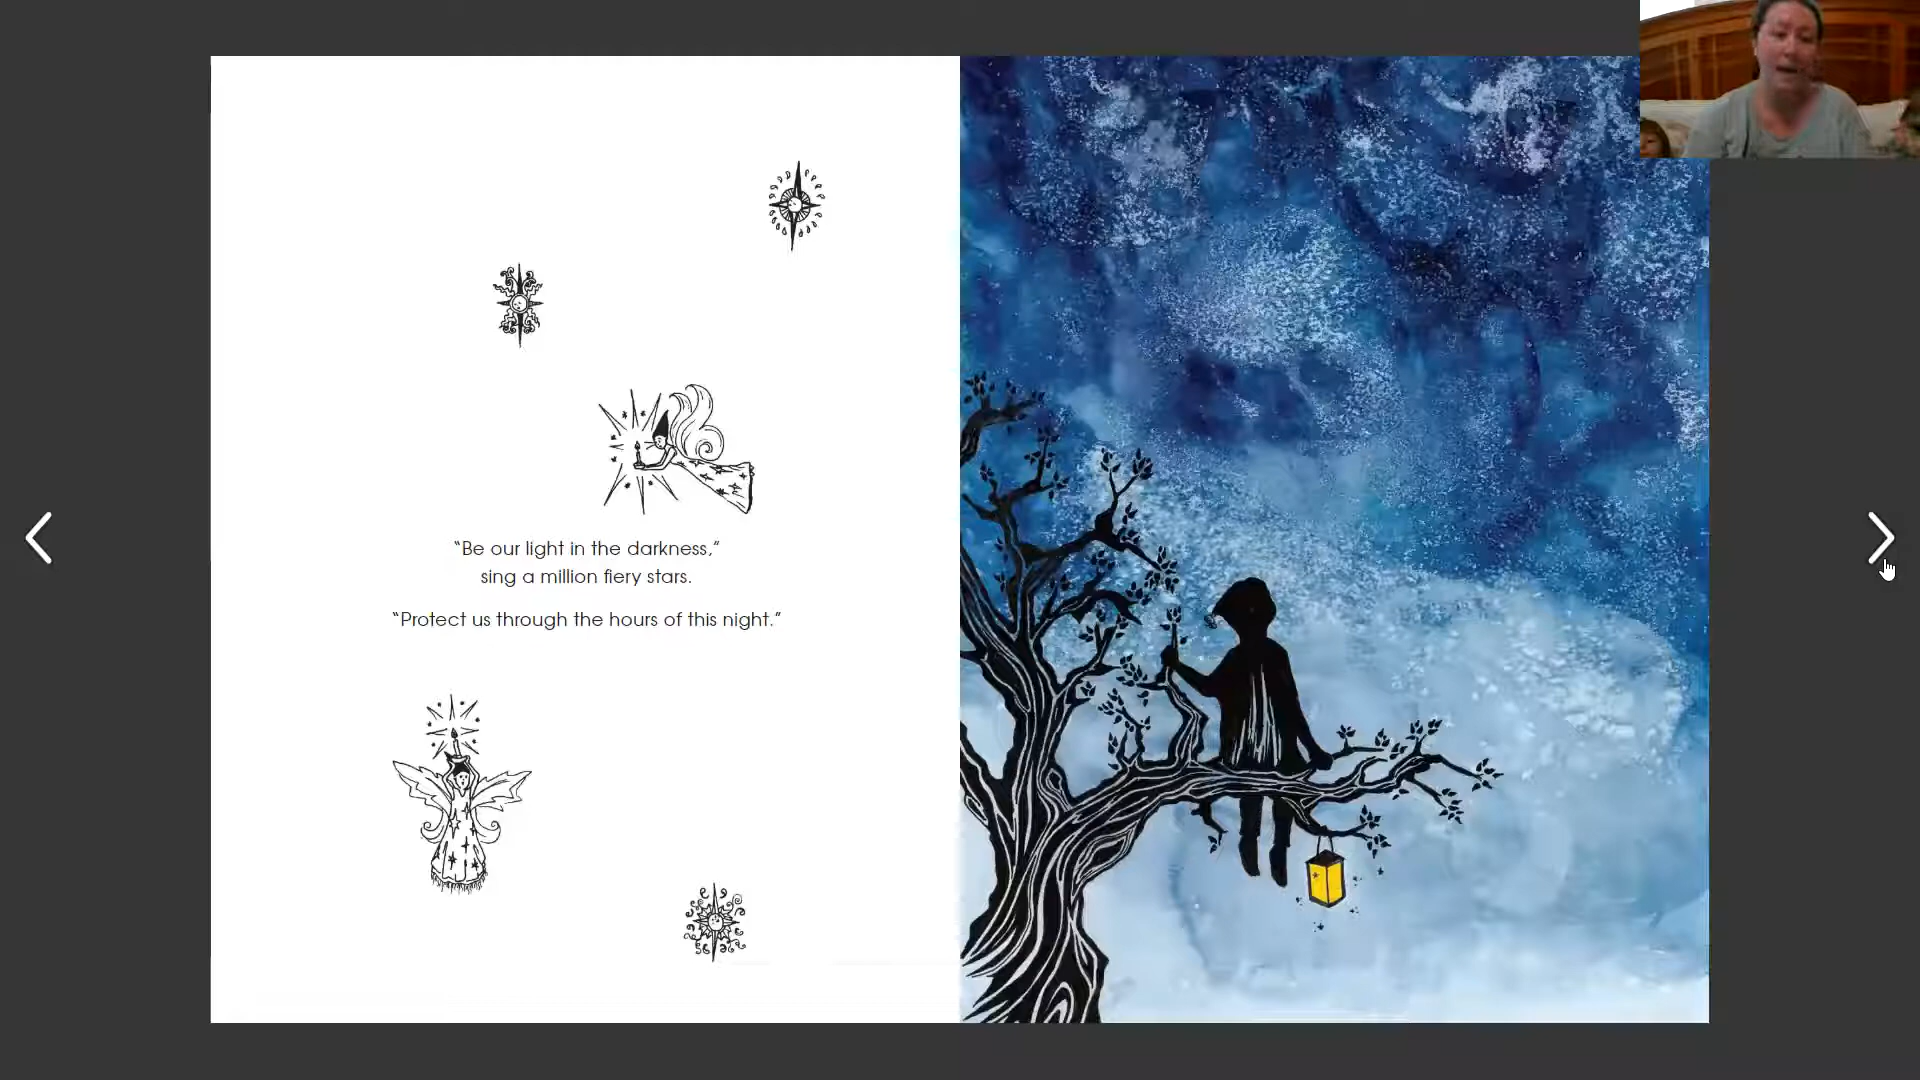 “Be our light in the darkness,”
sing a million fiery stars.
“Protect us through the hours of this night.”